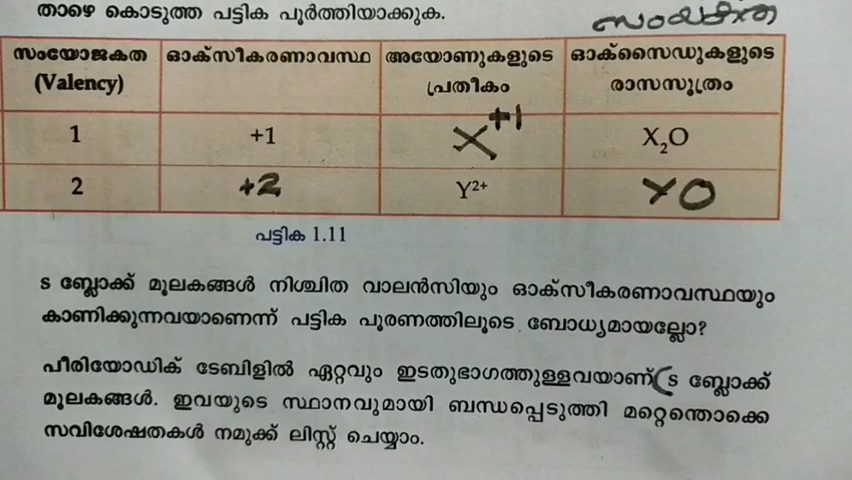 താഴെ കൊടുത്ത പട്ടിക പൂർത്തിയാക്കുക.
സംയോജകത (Valency) ഓക്സീകരണാവസ്ഥ അയോണുകളുടെ പ്രതീകം ഓക്സൈഡുകളുടെ രാസസൂത്രം
1 +1 X⁺¹ X₂O
2 +2 Y²⁺ YO
പട്ടിക 1.11
s ബ്ലോക്ക് മൂലകങ്ങൾ നിശ്ചിത വാലൻസിയും ഓക്സീകരണാവസ്ഥയും
കാണിക്കുന്നവയാണെന്ന് പട്ടിക പൂരണത്തിലൂടെ ബോധ്യമായല്ലോ?
പീരിയോഡിക് ടേബിളിൽ ഏറ്റവും ഇടതുഭാഗത്തുള്ളവയാണ് (s ബ്ലോക്ക്
മൂലകങ്ങൾ. ഇവയുടെ സ്ഥാനവുമായി ബന്ധപ്പെടുത്തി മറ്റെന്തൊക്കെ
സവിശേഷതകൾ നമുക്ക് ലിസ്റ്റ് ചെയ്യാം.